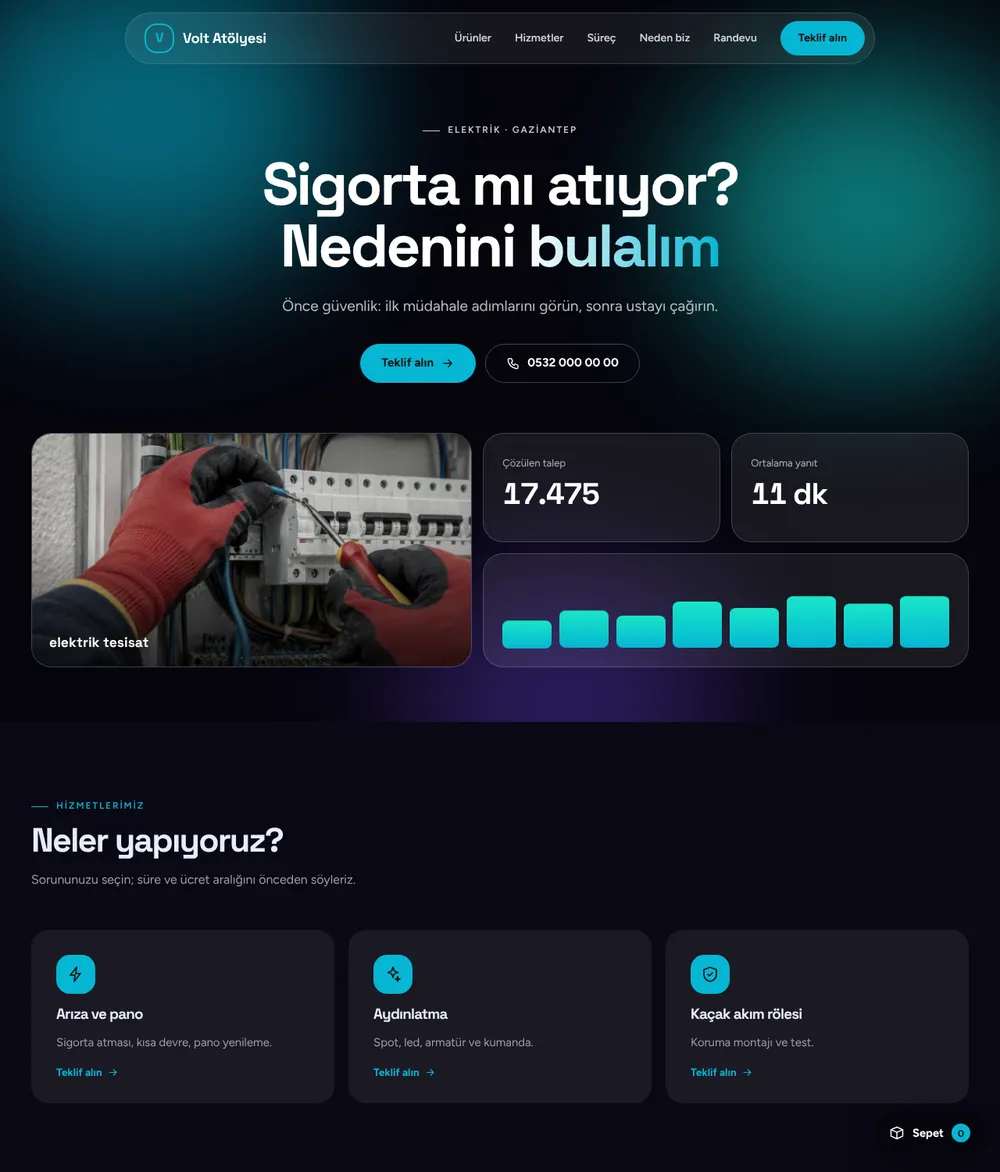 V
Volt Atölyesi
Ürünler
Hizmetler
Süreç
Neden biz
Randevu
Teklif alın
ELEKTRİK · GAZİANTEP
Sigorta mı atıyor?
Nedenini bulalım
Önce güvenlik: ilk müdahale adımlarını görün, sonra ustayı çağırın.
Teklif alın →
0532 000 00 00
elektrik tesisat
Çözülen talep
17.475
Ortalama yanıt
11 dk
HİZMETLERİMİZ
Neler yapıyoruz?
Sorununuzu seçin; süre ve ücret aralığını önceden söyleriz.
Arıza ve pano
Sigorta atması, kısa devre, pano yenileme.
Teklif alın →
Aydınlatma
Spot, led, armatür ve kumanda.
Teklif alın →
Kaçak akım rölesi
Koruma montajı ve test.
Teklif alın →
Sepet 0